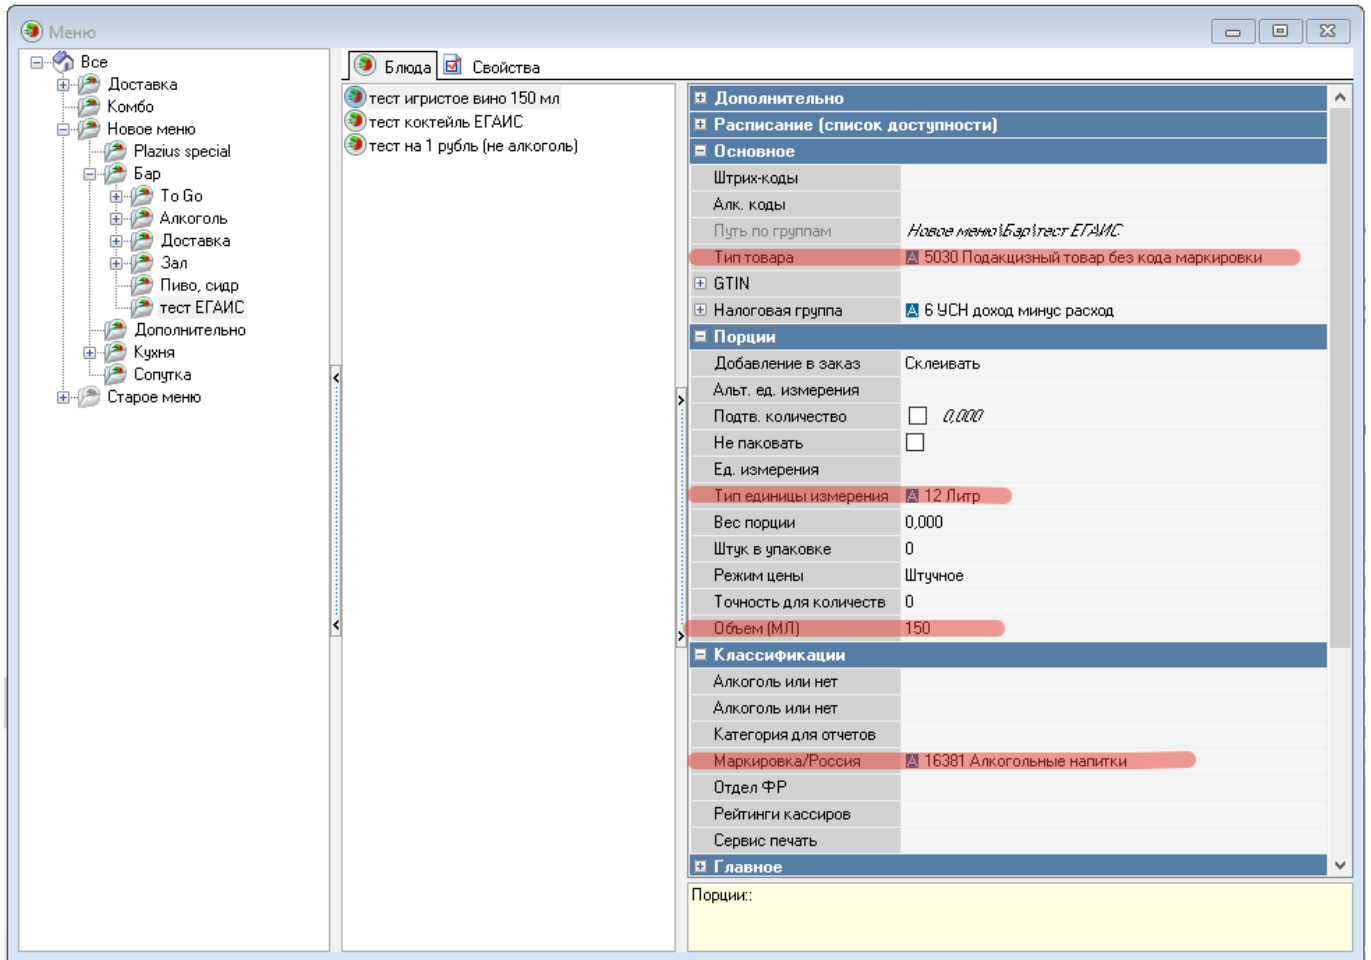 Меню
Все
Доставка
Комбо
Новое меню
Plazius special
Бар
To Go
Алкоголь
Доставка
Зал
Пиво, сидр
тест ЕГАИС
Дополнительно
Кухня
Сопутка
Старое меню
Блюда Свойства
тест игристое вино 150 мл
тест коктейль ЕГАИС
тест на 1 рубль (не алкоголь)
Дополнительно
Расписание (список доступности)
Основное
Штрих-коды
Алк. коды
Путь по группам Новое меню\Бар\тест ЕГАИС
Тип товара A 5030 Подакцизный товар без кода маркировки
GTIN
Налоговая группа A 6 УСН доход минус расход
Порции
Добавление в заказ Склеивать
Альт. ед. измерения
Подтв. количество 0,000
Не паковать
Ед. измерения
Тип единицы измерения A 12 Литр
Вес порции 0,000
Штук в упаковке 0
Режим цены Штучное
Точность для количеств 0
Объем (МЛ) 150
Классификации
Алкоголь или нет
Алкоголь или нет
Категория для отчетов
Маркировка/Россия A 16381 Алкогольные напитки
Отдел ФР
Рейтинги кассиров
Сервис печать
Главное
Порции::